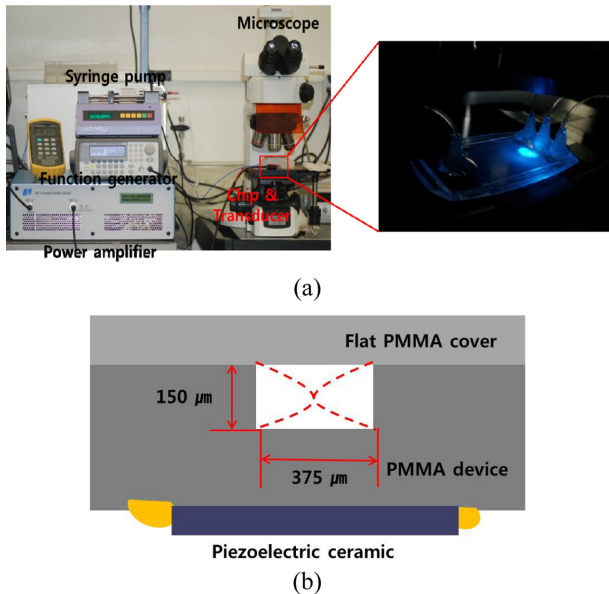 Microscope
Syringe pump
Function generator
Chip &
Transducer
Power amplifier
(a)
Flat PMMA cover
150 ㎛
375 ㎛
PMMA device
Piezoelectric ceramic
(b)